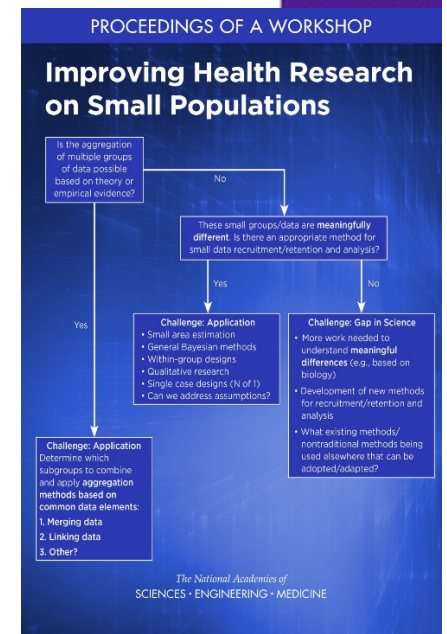 PROCEEDINGS OF A WORKSHOP
Improving Health Research
on Small Populations
Is the aggregation
of multiple groups
of data possible
based on theory or
empirical evidence?
No
These small groups/data are meaningfully
different. Is there an appropriate method for
small data recruitment/retention and analysis?
Yes
No
Yes
Challenge: Application
• Small area estimation
• General Bayesian methods
• Within-group designs
• Qualitative research
• Single case designs (N of 1)
• Can we address assumptions?
Challenge: Gap in Science
• More work needed to
understand meaningful
differences (e.g., based on
biology)
• Development of new methods
for recruitment/retention and
analysis
• What existing methods/
nontraditional methods being
used elsewhere that can be
adopted/adapted?
Challenge: Application
Determine which
subgroups to combine
and apply aggregation
methods based on
common data elements:
1. Merging data
2. Linking data
3. Other?
The National Academies of
SCIENCES • ENGINEERING • MEDICINE